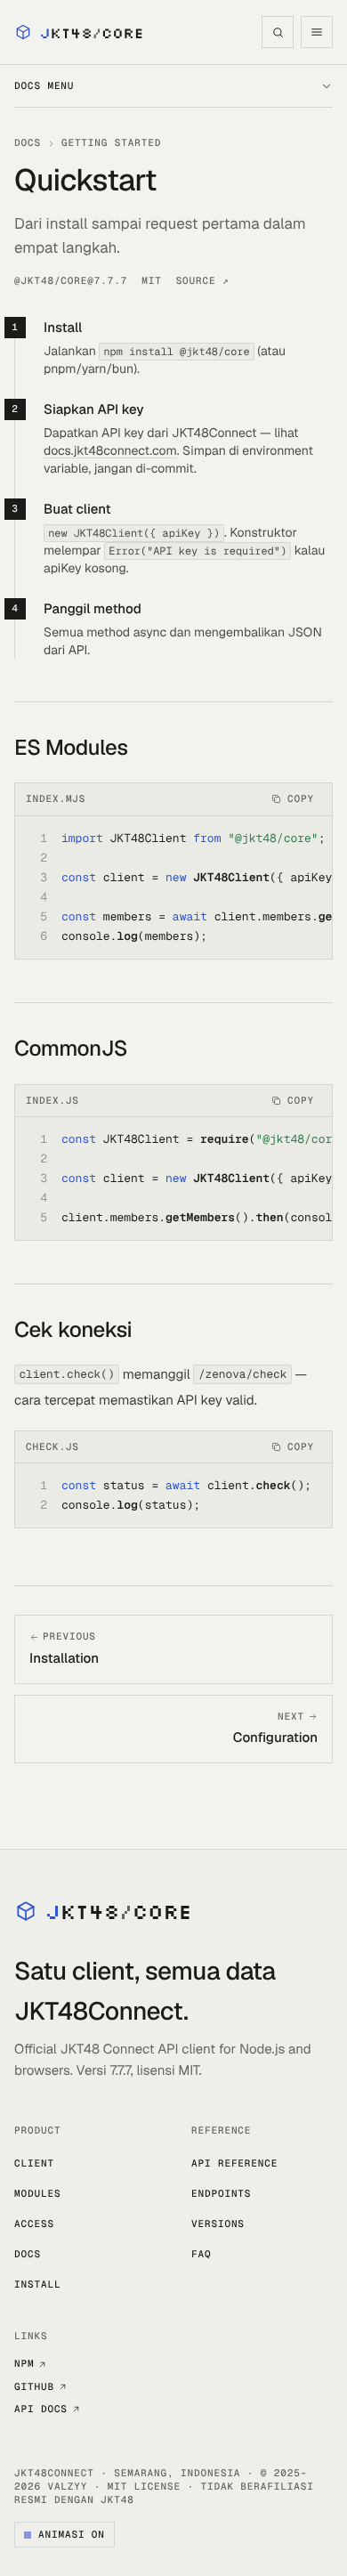 JKT48/CORE
DOCS MENU
DOCS > GETTING STARTED
Quickstart
Dari install sampai request pertama dalam
empat langkah.
@JKT48/CORE@7.7.7 MIT SOURCE ↗
1 Install
Jalankan npm install @jkt48/core (atau
pnpm/yarn/bun).
2 Siapkan API key
Dapatkan API key dari JKT48Connect — lihat
docs.jkt48connect.com. Simpan di environment
variable, jangan di-commit.
3 Buat client
new JKT48Client({ apiKey }). Konstruktor
melempar Error("API key is required") kalau
apiKey kosong.
4 Panggil method
Semua method async dan mengembalikan JSON
dari API.
ES Modules
INDEX.MJS COPY
1 import JKT48Client from "@jkt48/core";
2
3 const client = new JKT48Client({ apiKey
4
5 const members = await client.members.ge
6 console.log(members);
CommonJS
INDEX.JS COPY
1 const JKT48Client = require("@jkt48/cor
2
3 const client = new JKT48Client({ apiKey
4
5 client.members.getMembers().then(consol
Cek koneksi
client.check() memanggil /zenova/check —
cara tercepat memastikan API key valid.
CHECK.JS COPY
1 const status = await client.check();
2 console.log(status);
← PREVIOUS
Installation
NEXT →
Configuration
JKT48/CORE
Satu client, semua data
JKT48Connect.
Official JKT48 Connect API client for Node.js and
browsers. Versi 7.7.7, lisensi MIT.
PRODUCT REFERENCE
CLIENT API REFERENCE
MODULES ENDPOINTS
ACCESS VERSIONS
DOCS FAQ
INSTALL
LINKS
NPM ↗
GITHUB ↗
API DOCS ↗
JKT48CONNECT · SEMARANG, INDONESIA · © 2025–
2026 VALZYY · MIT LICENSE · TIDAK BERAFILIASI
RESMI DENGAN JKT48
ANIMASI ON